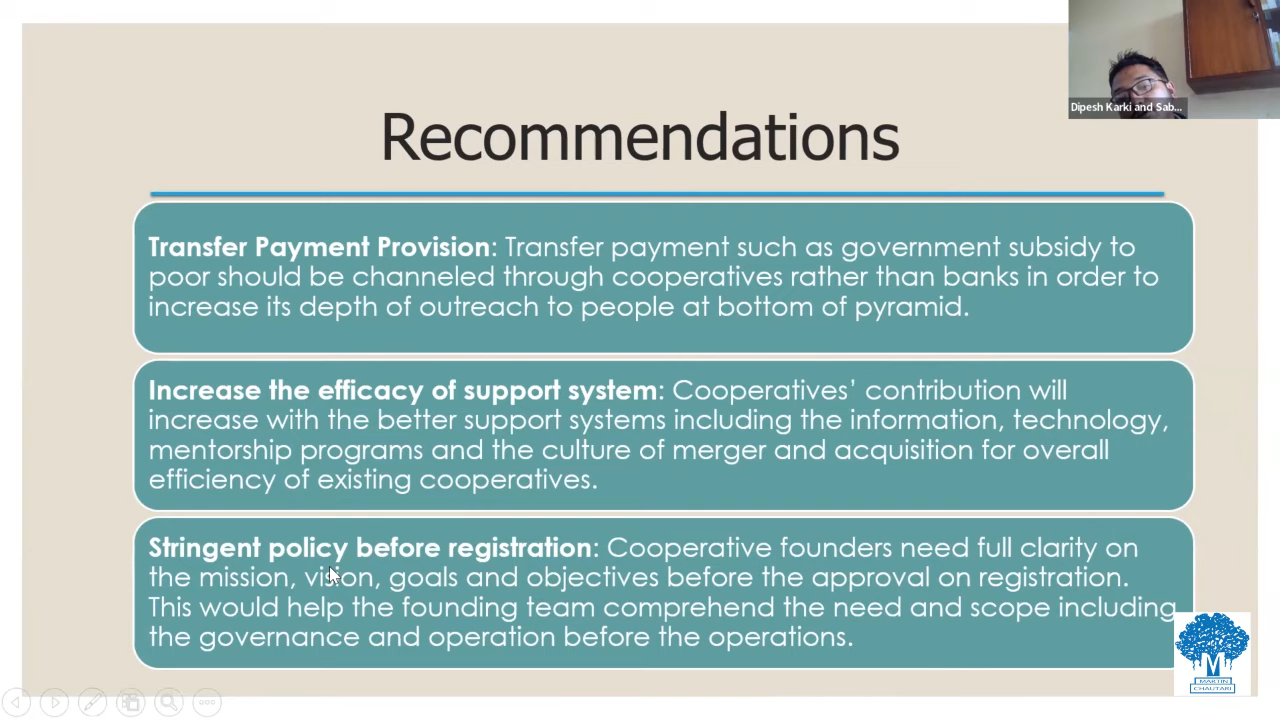 Dipesh Karki and Sab...
Recommendations
Transfer Payment Provision: Transfer payment such as government subsidy to
poor should be channeled through cooperatives rather than banks in order to
increase its depth of outreach to people at bottom of pyramid.
Increase the efficacy of support system: Cooperatives’ contribution will
increase with the better support systems including the information, technology,
mentorship programs and the culture of merger and acquisition for overall
efficiency of existing cooperatives.
Stringent policy before registration: Cooperative founders need full clarity on
the mission, vision, goals and objectives before the approval on registration.
This would help the founding team comprehend the need and scope including
the governance and operation before the operations.
M
MARTIN
CHAUTARI